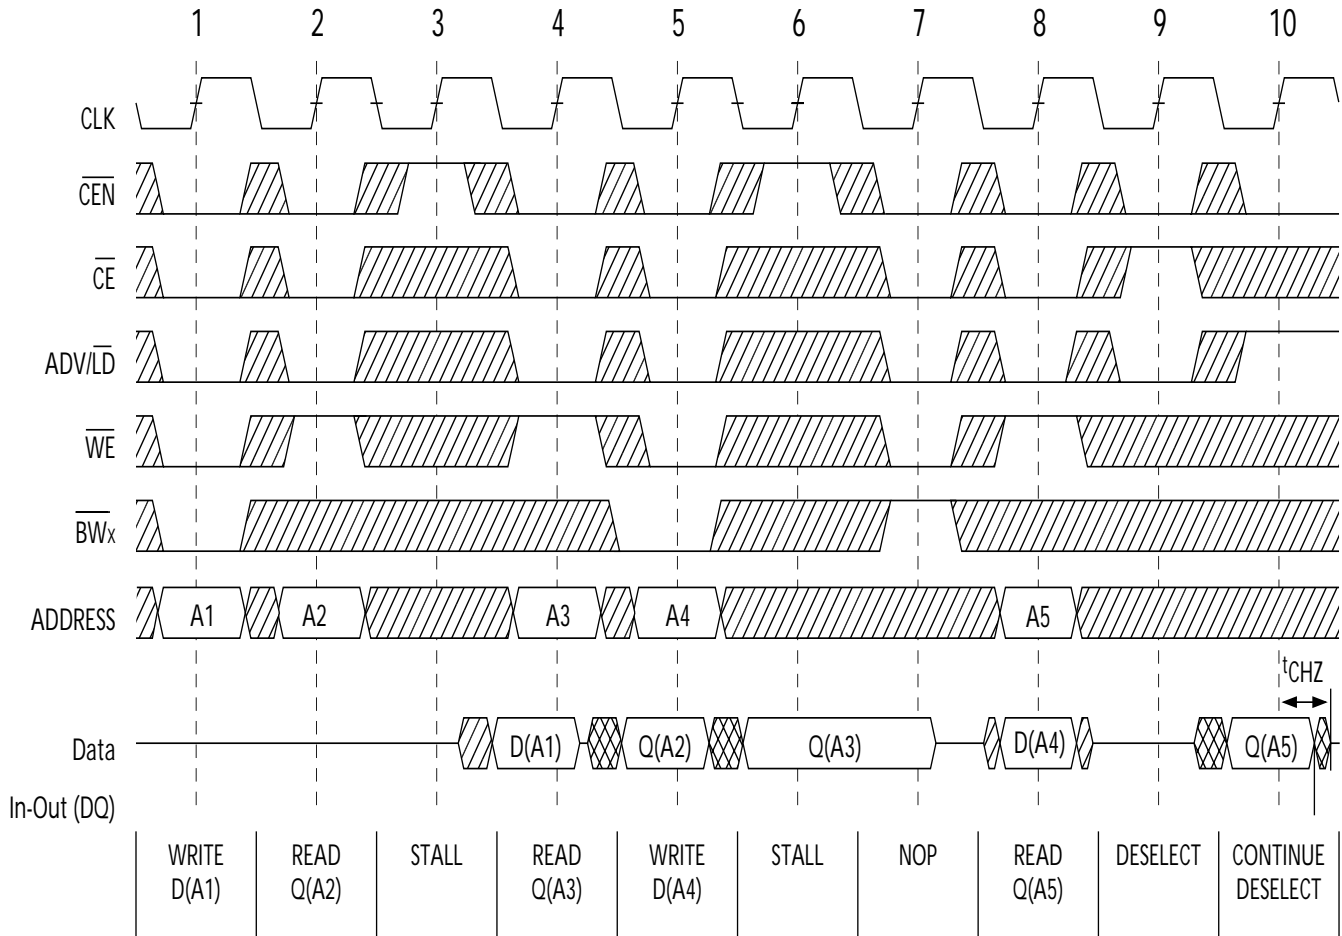 1 2 3 4 5 6 7 8 9 10
CLK
CEN
CE
ADV/LD
WE
BWx
ADDRESS A1 A2 A3 A4 A5
tCHZ
Data D(A1) Q(A2) Q(A3) D(A4) Q(A5)
In-Out (DQ)
WRITE READ STALL READ WRITE STALL NOP READ DESELECT CONTINUE
D(A1) Q(A2) Q(A3) D(A4) Q(A5) DESELECT